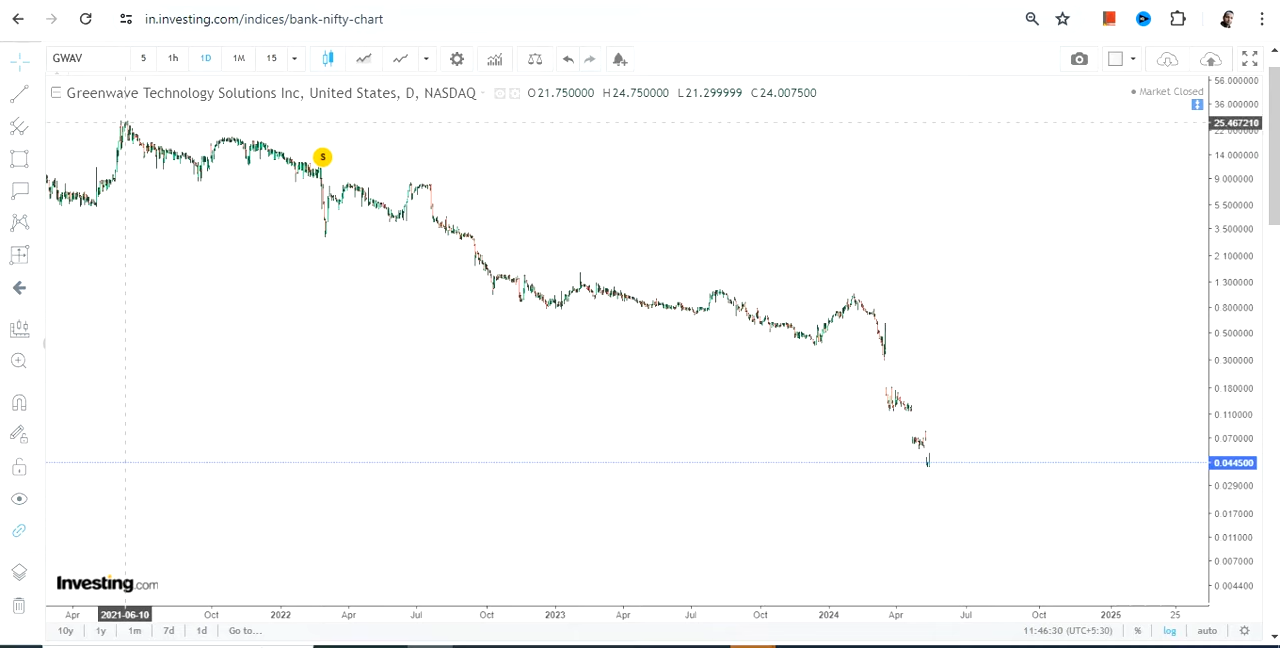 in.investing.com/indices/bank-nifty-chart
GWAV 5 1h 1D 1M 15
Greenwave Technology Solutions Inc, United States, D, NASDAQ O21.750000 H24.750000 L21.299999 C24.007500
Market Closed
56.000000
36.000000
25.467210
22.000000
14.000000
9.000000
5.500000
3.500000
2.100000
1.300000
0.800000
0.500000
0.300000
0.180000
0.110000
0.070000
0.044500
0.029000
0.017000
0.011000
0.007000
0.004400
S
Investing.com
Apr 2021-06-10 Oct 2022 Apr Jul Oct 2023 Apr Jul Oct 2024 Apr Jul Oct 2025 25
10y 1y 1m 7d 1d Go to... 11:46:30 (UTC+5:30) % log auto